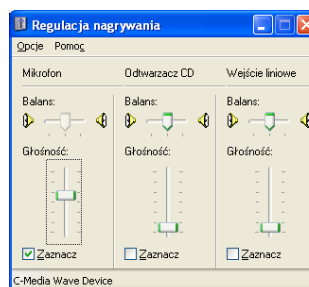 Regulacja nagrywania
Opcje Pomoc
Mikrofon Odtwarzacz CD Wejście liniowe
Balans: Balans: Balans:
Głośność: Głośność: Głośność:
Zaznacz Zaznacz Zaznacz
C-Media Wave Device